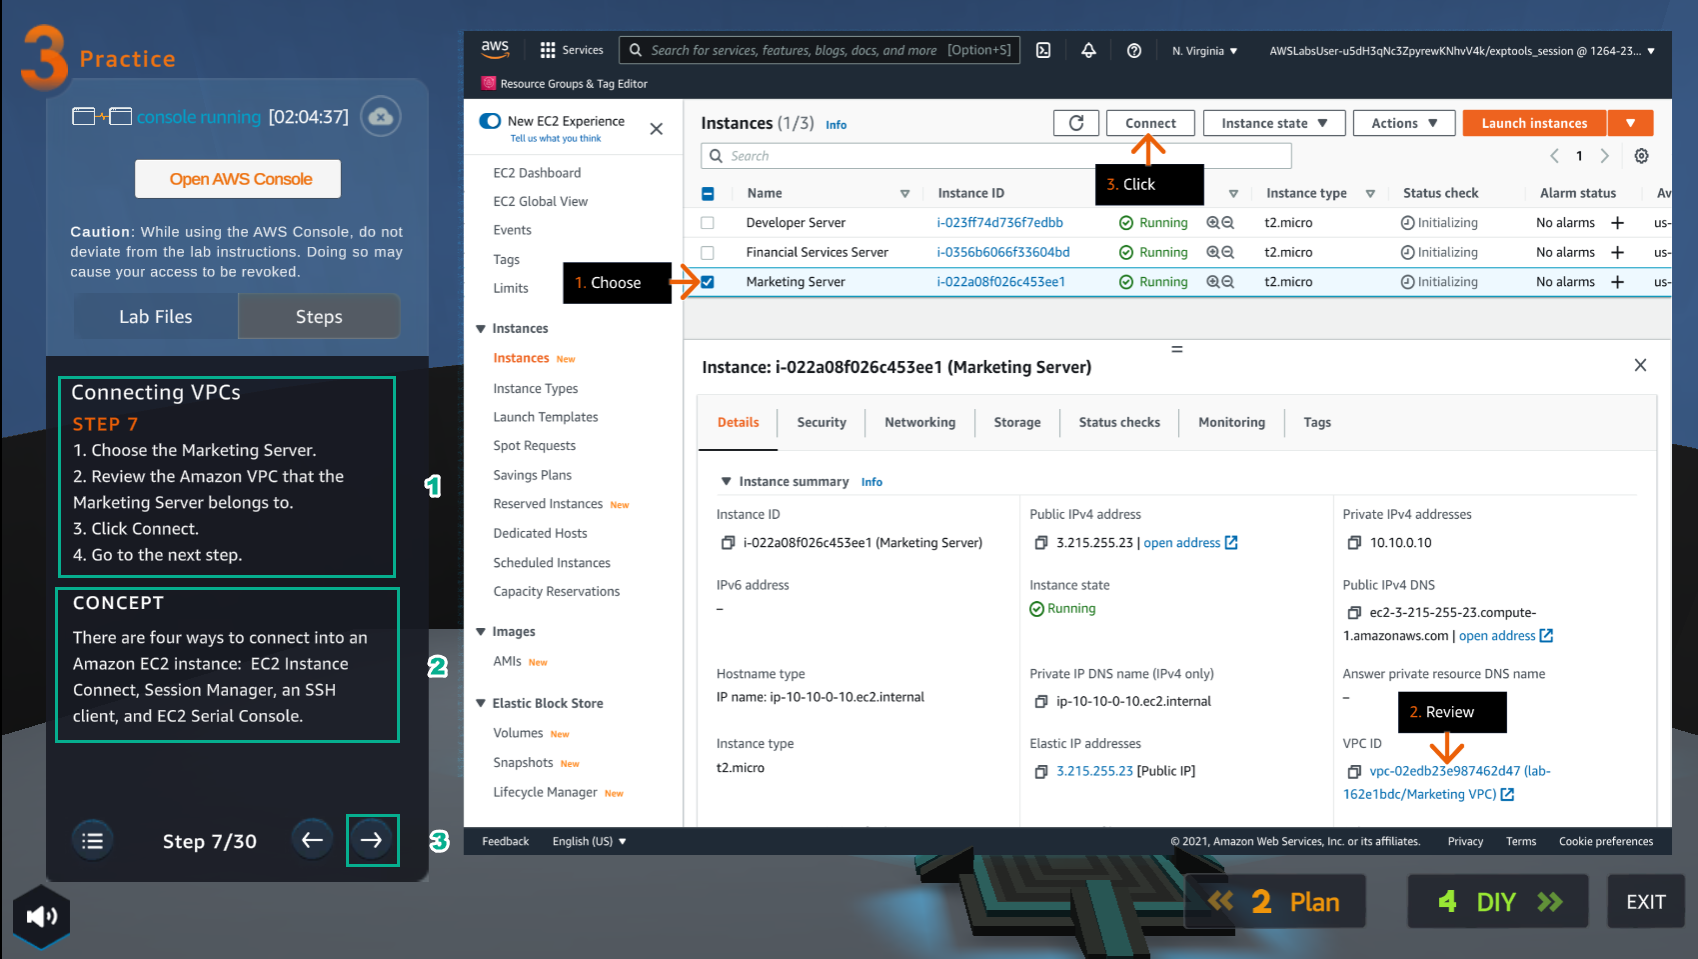 3 Practice
console running [02:04:37]
Open AWS Console
Caution: While using the AWS Console, do not
deviate from the lab instructions. Doing so may
cause your access to be revoked.
Lab Files
Steps
Connecting VPCs
STEP 7
1. Choose the Marketing Server.
2. Review the Amazon VPC that the
Marketing Server belongs to.
3. Click Connect.
4. Go to the next step.
1
CONCEPT
There are four ways to connect into an
Amazon EC2 instance: EC2 Instance
Connect, Session Manager, an SSH
client, and EC2 Serial Console.
2
Step 7/30
3
aws
Services
Search for services, features, blogs, docs, and more [Option+S]
N. Virginia
AWSLabsUser-u5dH3qNc3ZpyrewKNhvV4k/exptools_session @ 1264-23...
Resource Groups & Tag Editor
New EC2 Experience
Tell us what you think
EC2 Dashboard
EC2 Global View
Events
Tags
Limits
Instances
Instances New
Instance Types
Launch Templates
Spot Requests
Savings Plans
Reserved Instances New
Dedicated Hosts
Scheduled Instances
Capacity Reservations
Images
AMIs New
Elastic Block Store
Volumes New
Snapshots New
Lifecycle Manager New
Instances (1/3) Info
Connect
Instance state
Actions
Launch instances
Search
1
3. Click
Name Instance ID Instance type Status check Alarm status Av
Developer Server i-023ff74d736f7edbb Running t2.micro Initializing No alarms us-
Financial Services Server i-0356b6066f33604bd Running t2.micro Initializing No alarms us-
1. Choose
Marketing Server i-022a08f026c453ee1 Running t2.micro Initializing No alarms us-
Instance: i-022a08f026c453ee1 (Marketing Server)
Details Security Networking Storage Status checks Monitoring Tags
Instance summary Info
Instance ID
i-022a08f026c453ee1 (Marketing Server)
Public IPv4 address
3.215.255.23 | open address
Private IPv4 addresses
10.10.0.10
IPv6 address
–
Instance state
Running
Public IPv4 DNS
ec2-3-215-255-23.compute-
1.amazonaws.com | open address
Hostname type
IP name: ip-10-10-0-10.ec2.internal
Private IP DNS name (IPv4 only)
ip-10-10-0-10.ec2.internal
Answer private resource DNS name
–
2. Review
Instance type
t2.micro
Elastic IP addresses
3.215.255.23 [Public IP]
VPC ID
vpc-02edb23e987462d47 (lab-
162e1bdc/Marketing VPC)
Feedback English (US)
© 2021, Amazon Web Services, Inc. or its affiliates. Privacy Terms Cookie preferences
2 Plan
4 DIY
EXIT